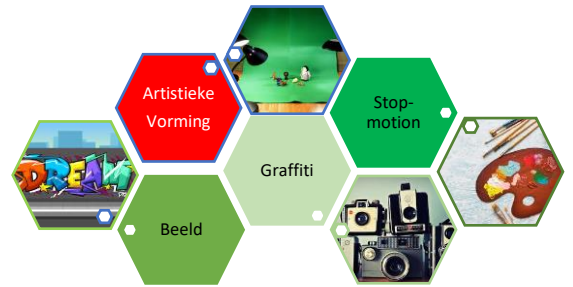 Artistieke
Vorming
Stop-
motion
Graffiti
DREAM
Beeld